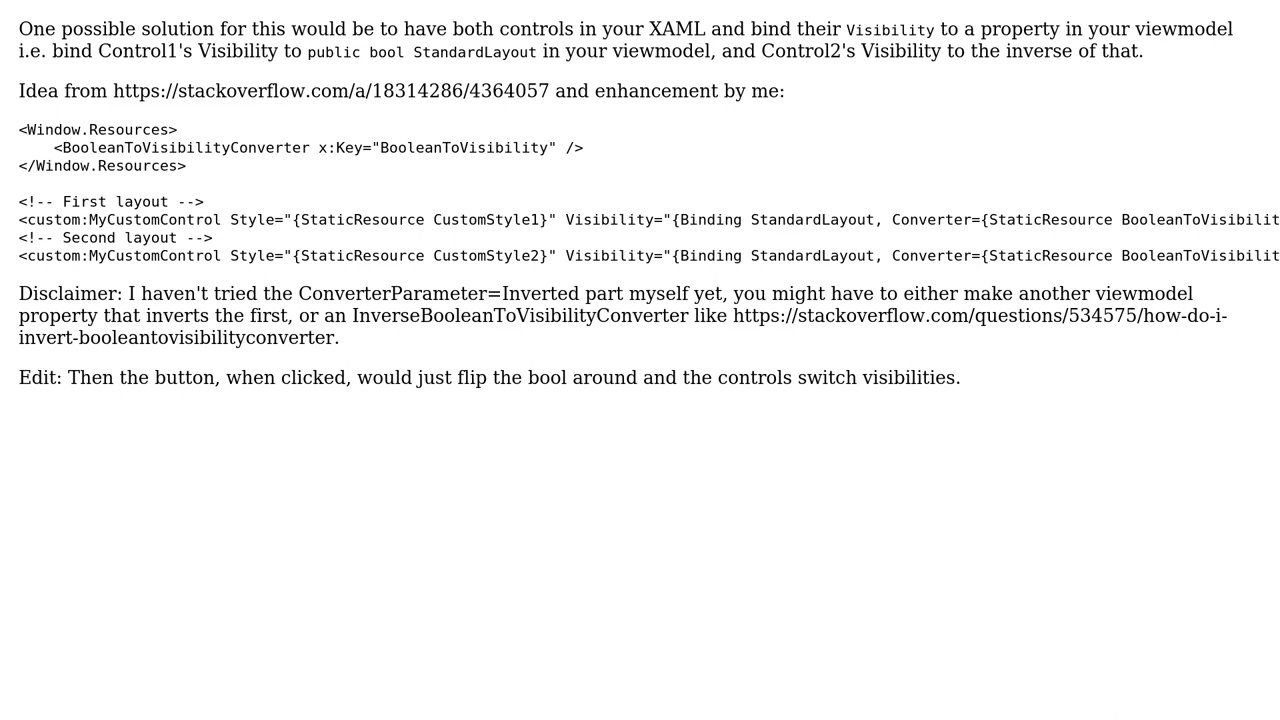 One possible solution for this would be to have both controls in your XAML and bind their Visibility to a property in your viewmodel
i.e. bind Control1's Visibility to public bool StandardLayout in your viewmodel, and Control2's Visibility to the inverse of that.
Idea from https://stackoverflow.com/a/18314286/4364057 and enhancement by me:
<Window.Resources>
    <BooleanToVisibilityConverter x:Key="BooleanToVisibility" />
</Window.Resources>
<!-- First layout -->
<custom:MyCustomControl Style="{StaticResource CustomStyle1}" Visibility="{Binding StandardLayout, Converter={StaticResource BooleanToVisibilit
<!-- Second layout -->
<custom:MyCustomControl Style="{StaticResource CustomStyle2}" Visibility="{Binding StandardLayout, Converter={StaticResource BooleanToVisibilit
Disclaimer: I haven't tried the ConverterParameter=Inverted part myself yet, you might have to either make another viewmodel
property that inverts the first, or an InverseBooleanToVisibilityConverter like https://stackoverflow.com/questions/534575/how-do-i-
invert-booleantovisibilityconverter.
Edit: Then the button, when clicked, would just flip the bool around and the controls switch visibilities.